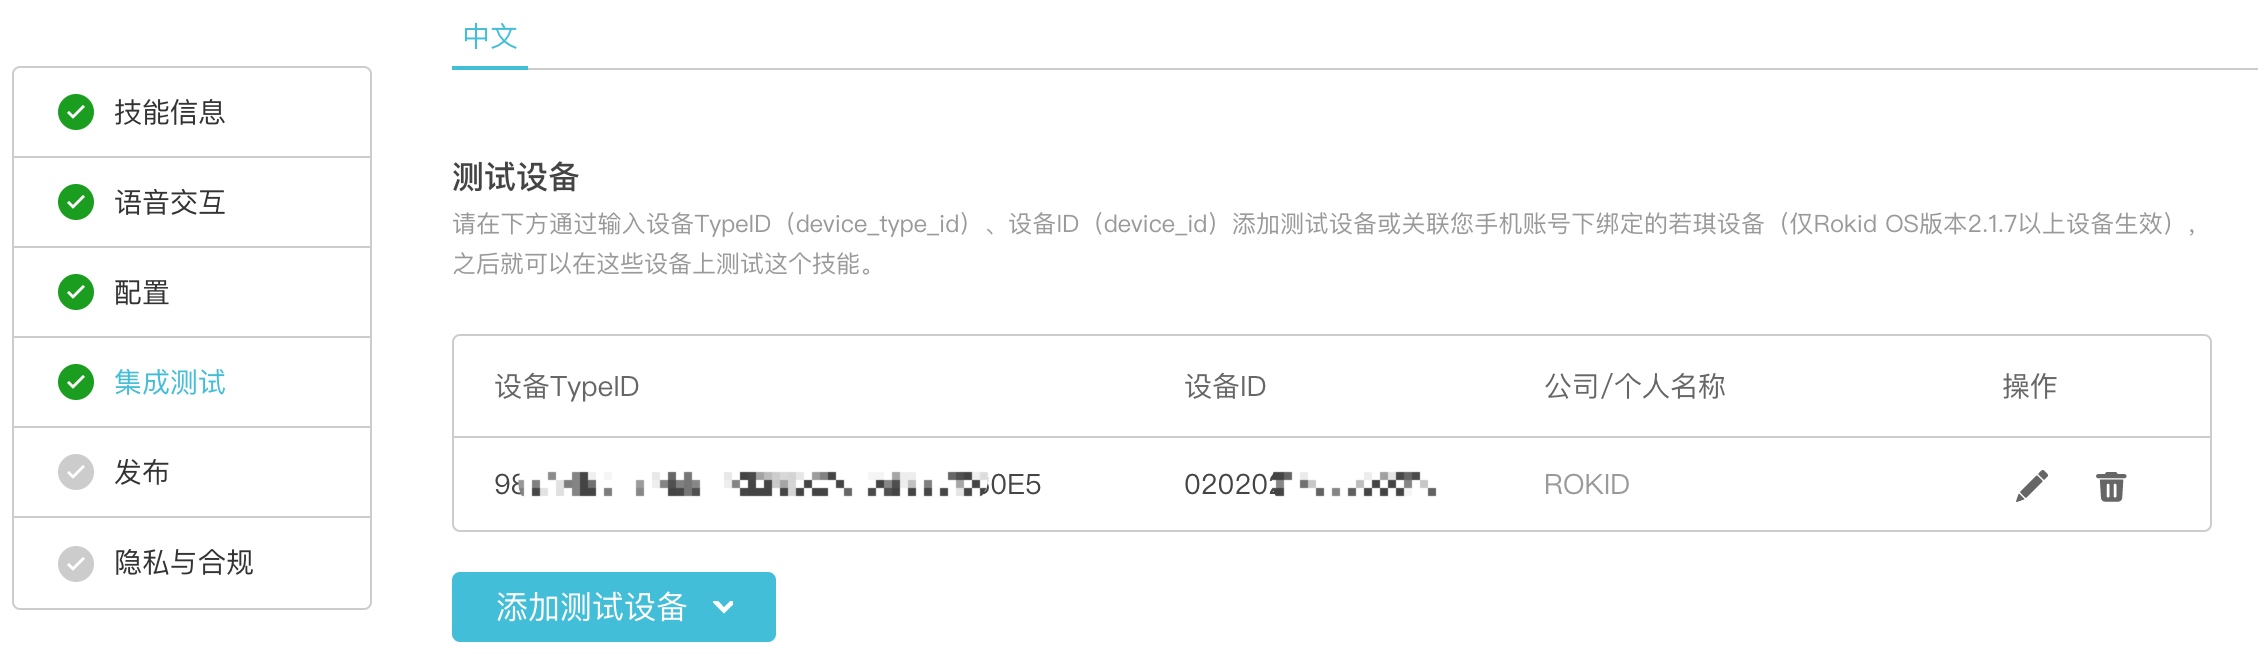 中文
技能信息
语音交互
配置
集成测试
发布
隐私与合规
测试设备
请在下方通过输入设备TypeID（device_type_id）、设备ID（device_id）添加测试设备或关联您手机账号下绑定的若琪设备（仅Rokid OS版本2.1.7以上设备生效），
之后就可以在这些设备上测试这个技能。
设备TypeID 设备ID 公司/个人名称 操作
ROKID
添加测试设备